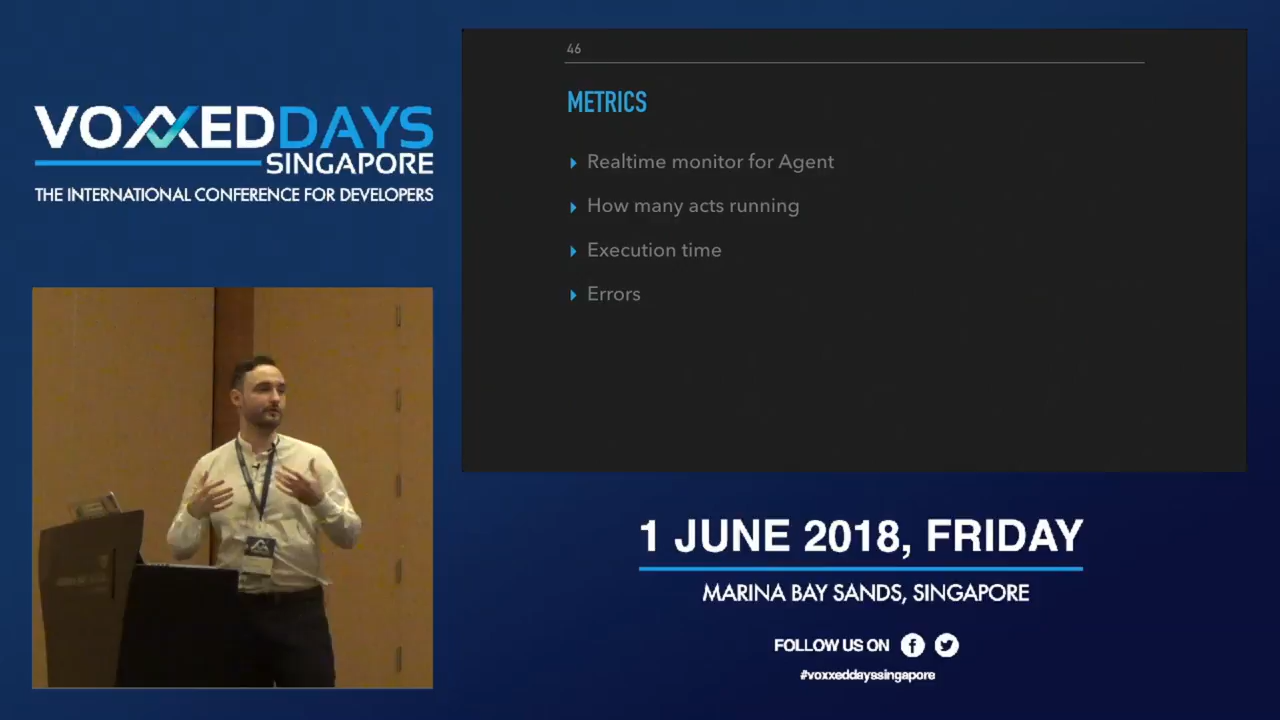 VOXXEDDAYS
SINGAPORE
THE INTERNATIONAL CONFERENCE FOR DEVELOPERS
46
METRICS
Realtime monitor for Agent
How many acts running
Execution time
Errors
1 JUNE 2018, FRIDAY
MARINA BAY SANDS, SINGAPORE
FOLLOW US ON
#voxxeddayssingapore